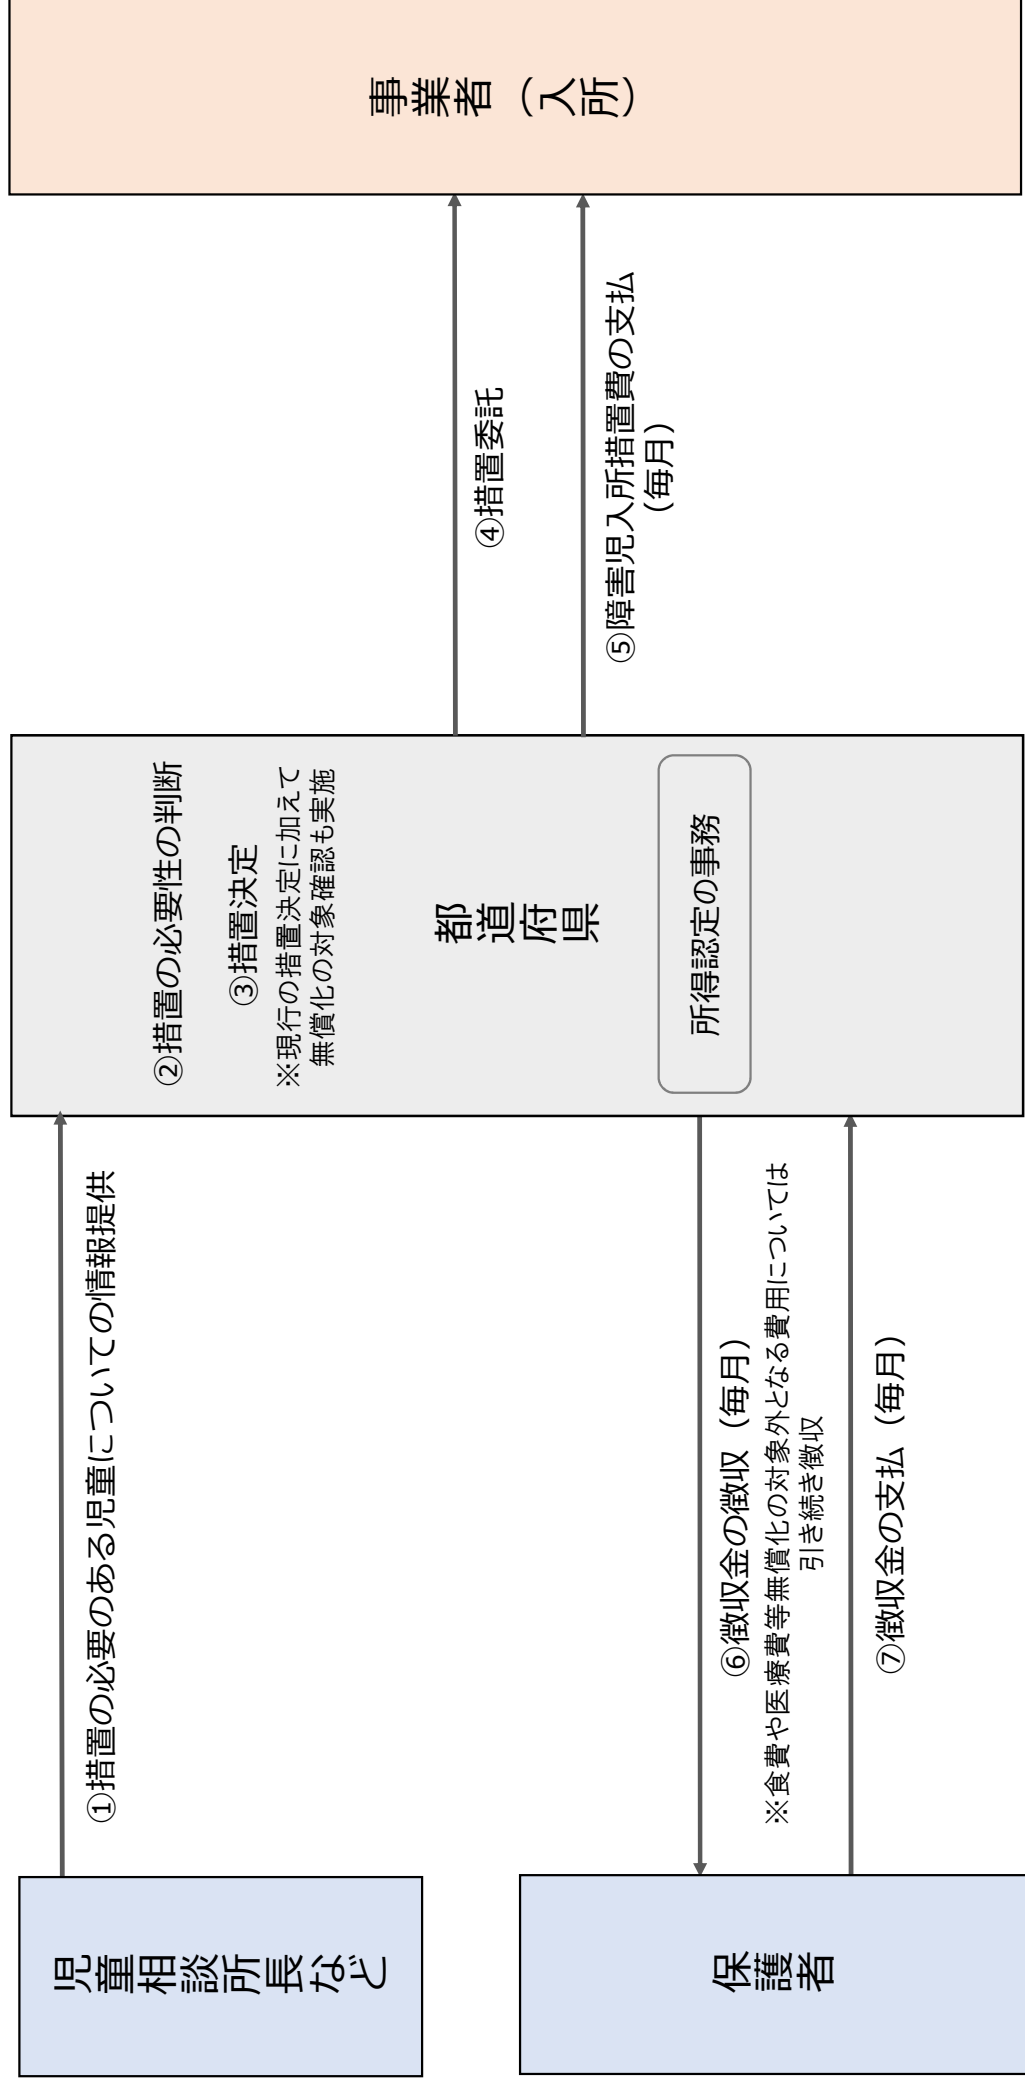 児童相談所長など
①措置の必要のある児童についての情報提供
②措置の必要性の判断
③措置決定
※現行の措置決定に加えて
無償化の対象確認も実施
都道府県
所得認定の事務
④措置委託
⑤障害児入所措置費の支払
（毎月）
事業者（入所）
保護者
⑥徴収金の徴収（毎月）
※食費や医療費等無償化の対象外となる費用については
引き続き徴収
⑦徴収金の支払（毎月）